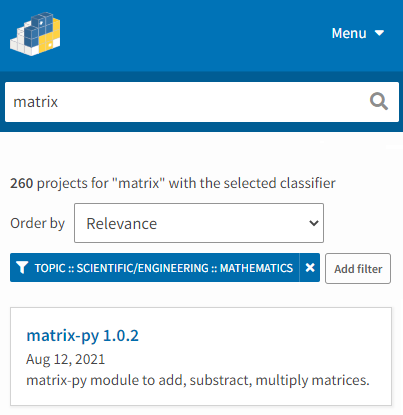 Menu
matrix
260 projects for "matrix" with the selected classifier
Order by Relevance
TOPIC :: SCIENTIFIC/ENGINEERING :: MATHEMATICS Add filter
matrix-py 1.0.2
Aug 12, 2021
matrix-py module to add, substract, multiply matrices.